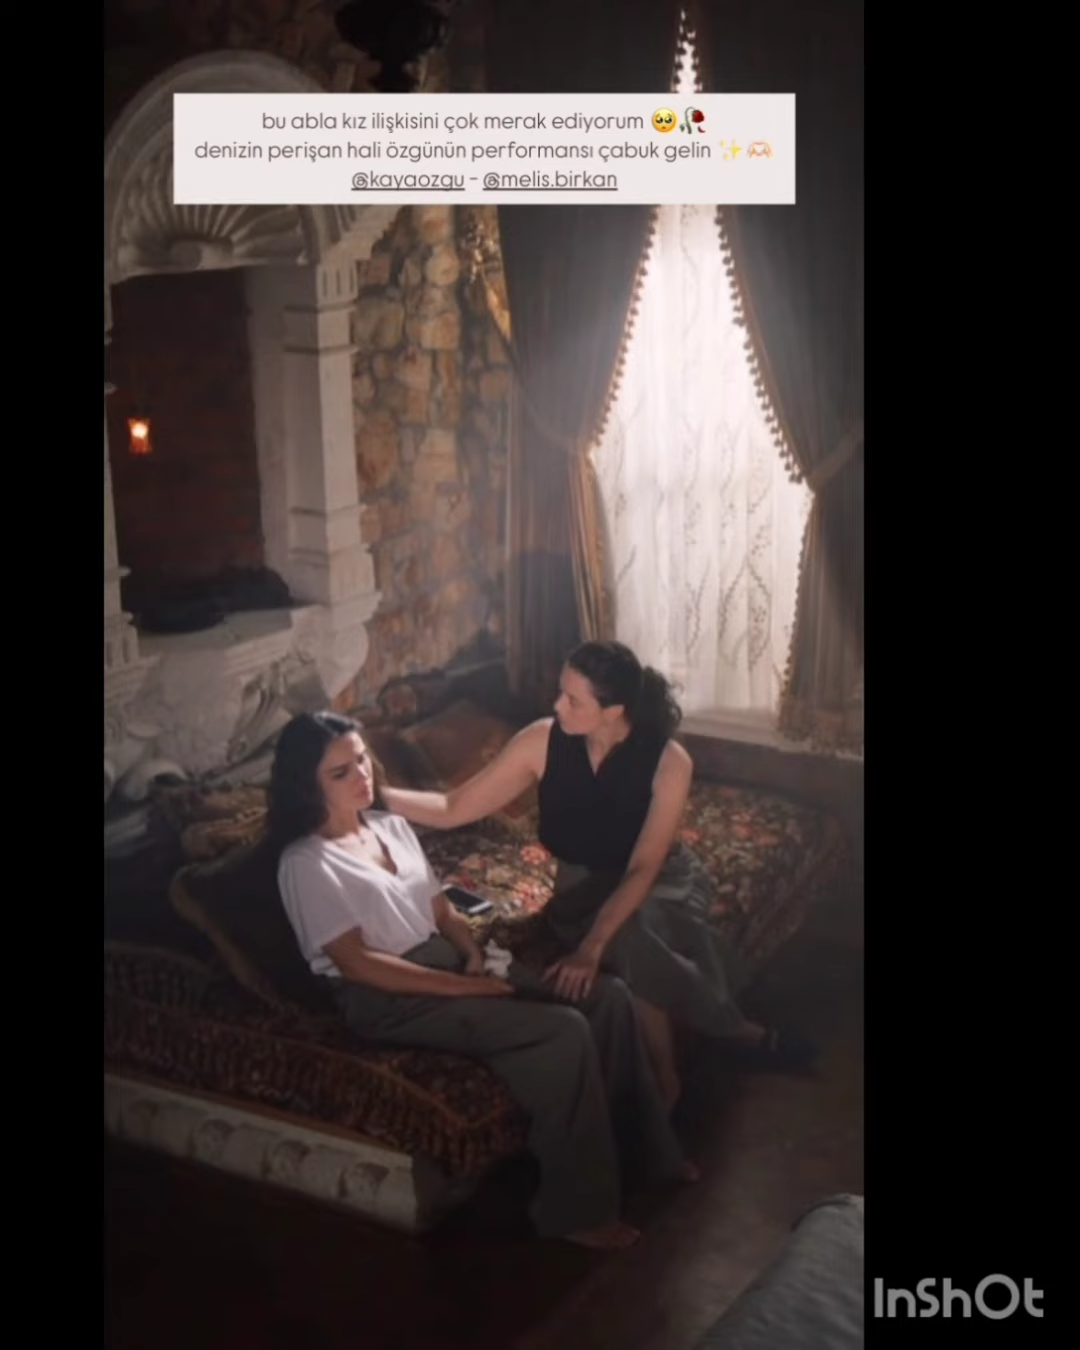 bu abla kız ilişkisini çok merak ediyorum 🥺🥀
denizin perişan hali özgünün performansı çabuk gelin ✨🫶🏻
@kayaozgu - @melis.birkan
InShOt